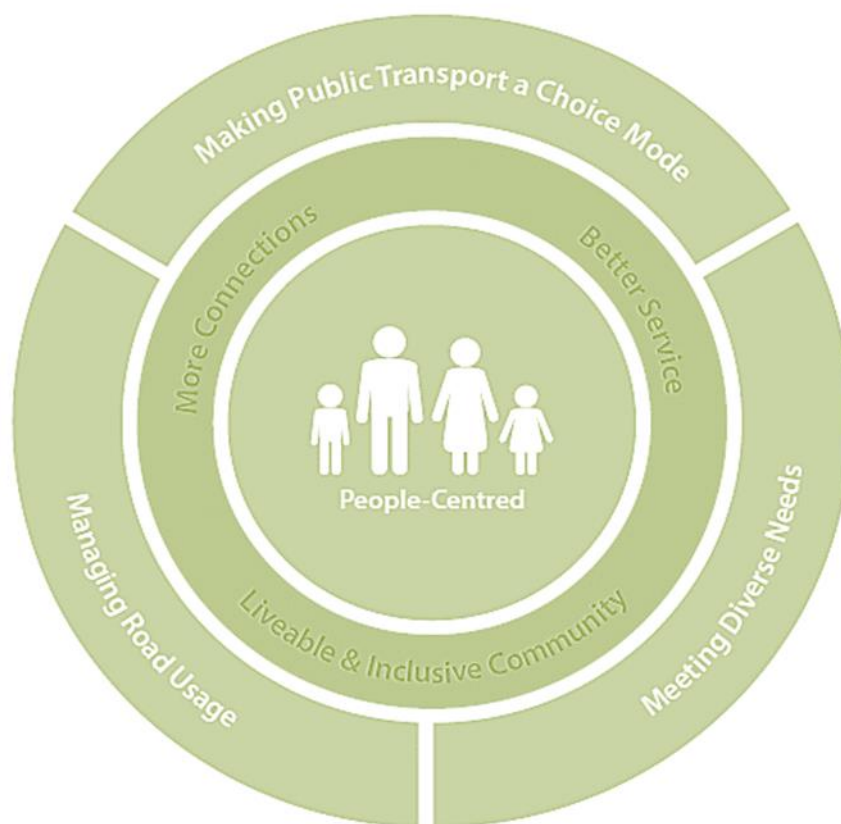 Making Public Transport a Choice Mode
More Connections
Better Service
People-Centred
Liveable & Inclusive Community
Managing Road Usage
Meeting Diverse Needs